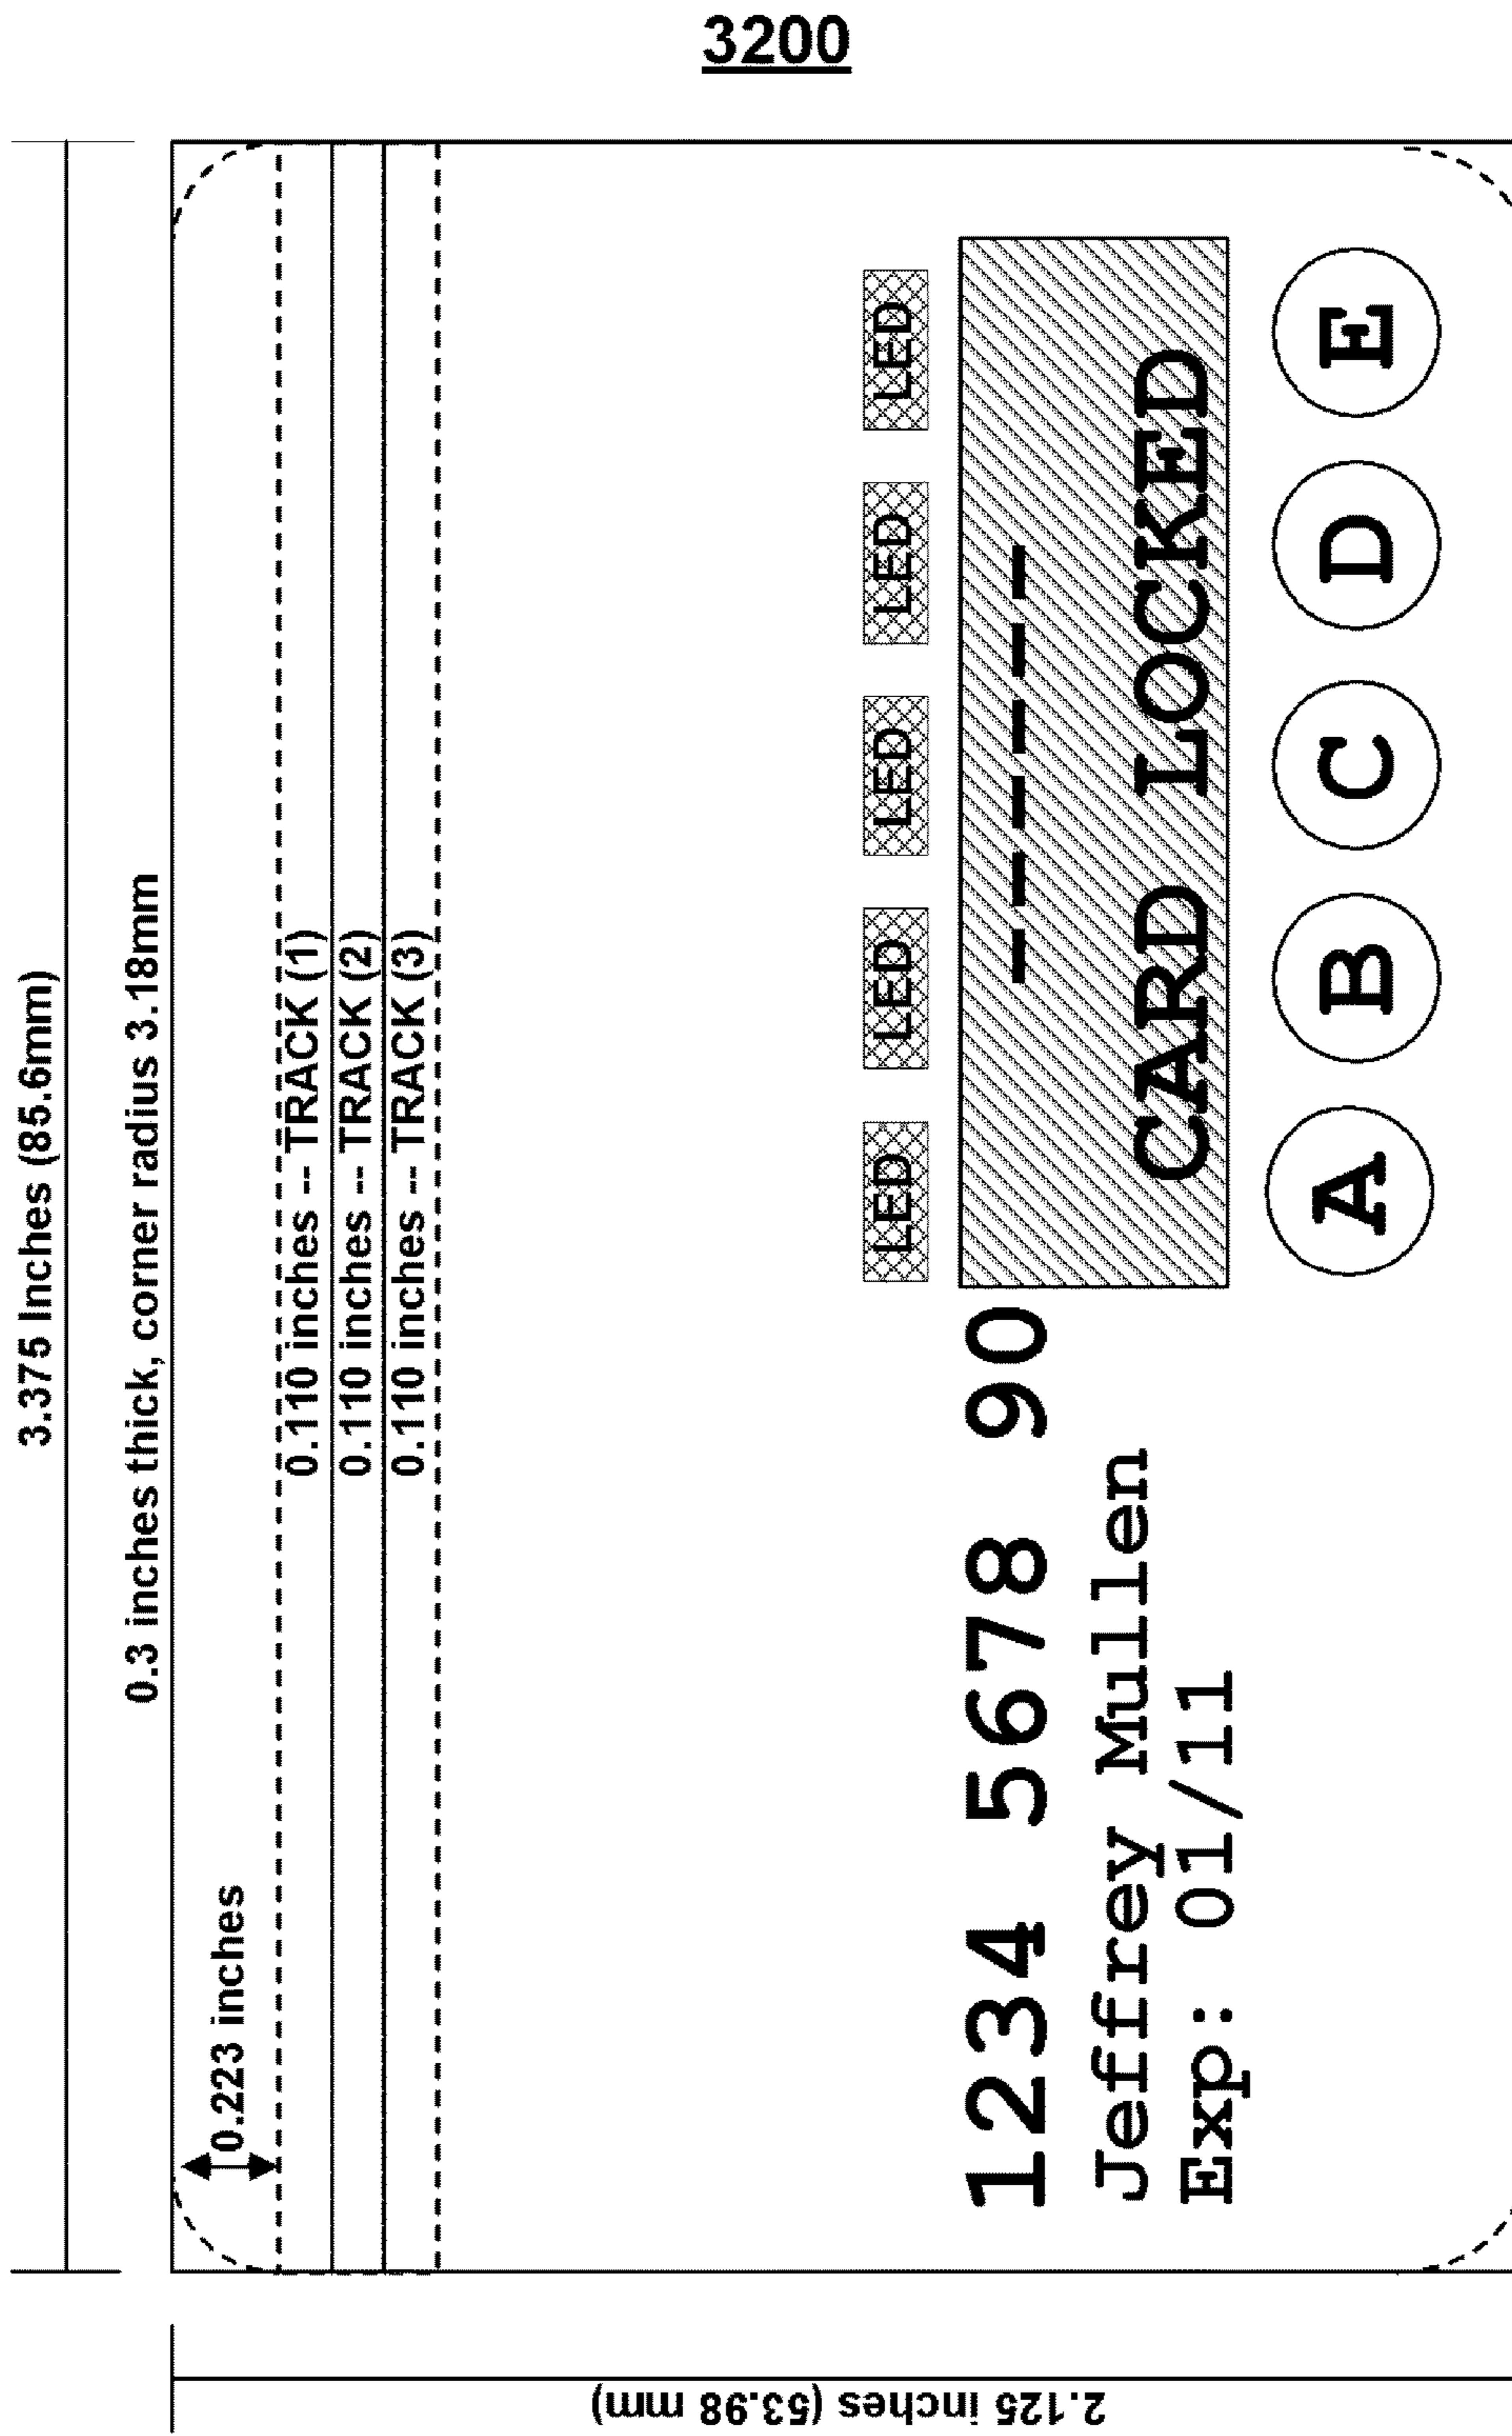 3200
3.375 Inches (85.6mm)
0.3 inches thick, corner radius 3.18mm
0.223 inches
0.110 inches -- TRACK (1)
0.110 inches -- TRACK (2)
0.110 inches -- TRACK (3)
2.125 inches (53.98 mm)
LED LED LED LED LED
1234 5678 90
______
Jeffrey Mullen
CARD LOCKED
Exp: 01/11
A B C D E